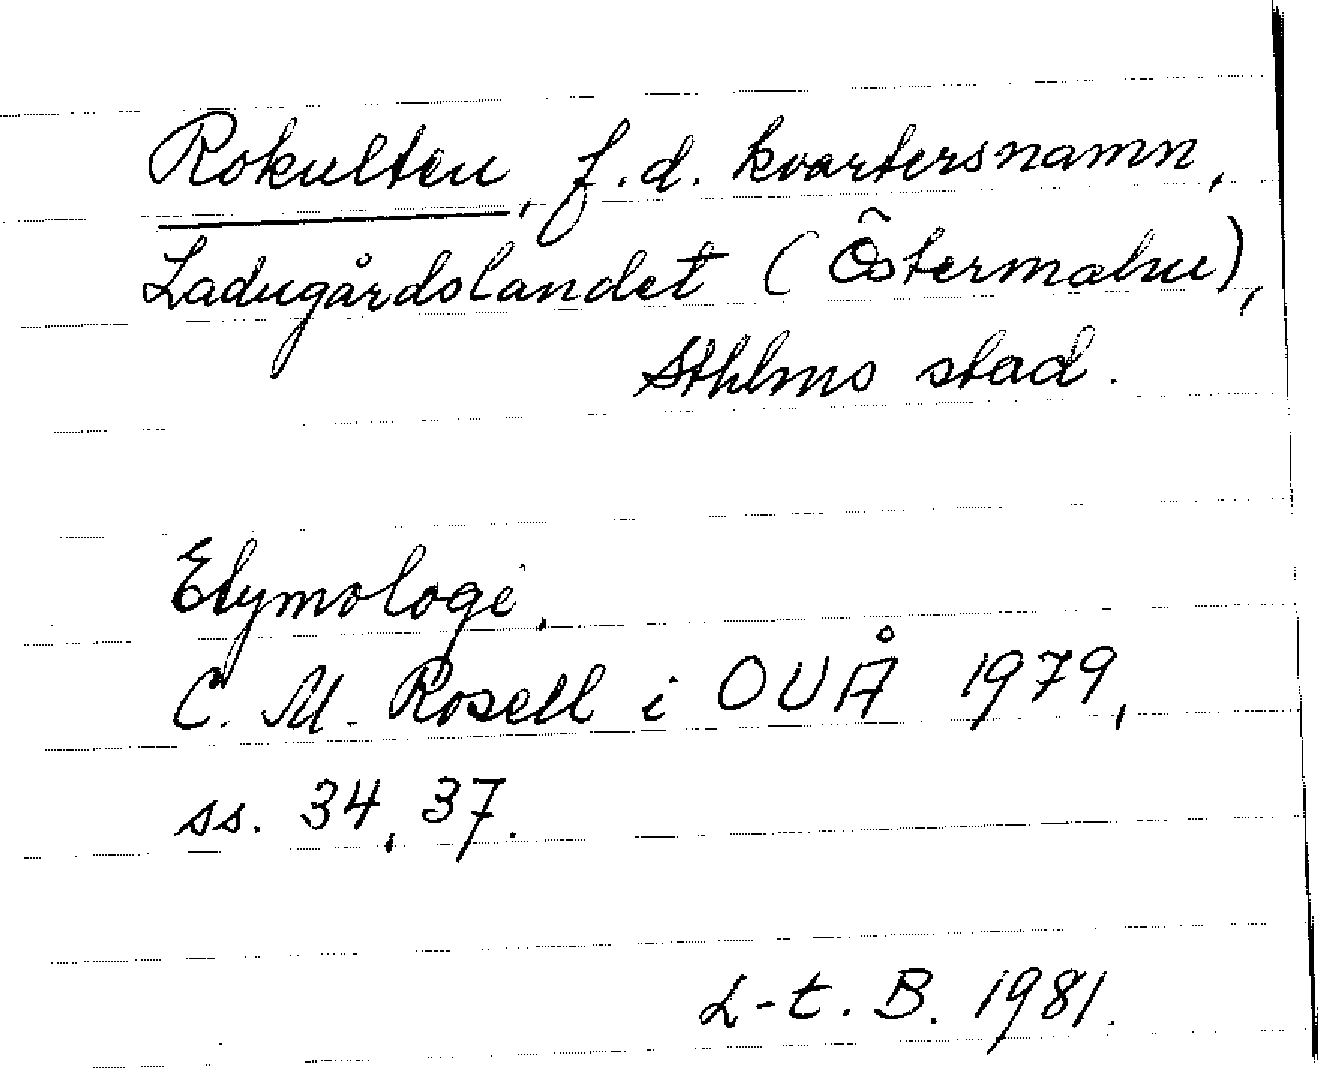 Rokulten, f.d. kvartersnamn,
Ladugårdslandet (Östermalm),
Sthlms stad.
Etymologi.
C. M. Rosell i OUÅ 1979,
ss. 34, 37.
L-t. B. 1981.